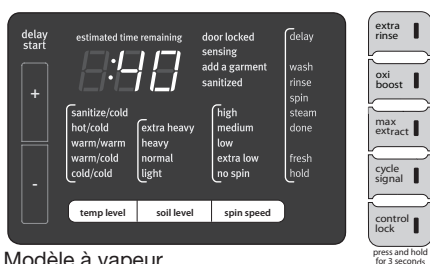 delay
start
estimated time remaining
:40
+
-
door locked
sensing
add a garment
sanitized
delay
wash
rinse
spin
steam
done
fresh
hold
sanitize/cold
hot/cold
warm/warm
warm/cold
cold/cold
extra heavy
heavy
normal
light
high
medium
low
extra low
no spin
temp level
soil level
spin speed
extra
rinse
oxi
boost
max
extract
cycle
signal
control
lock
press and hold
for 3 seconds
Modèle à vapeur